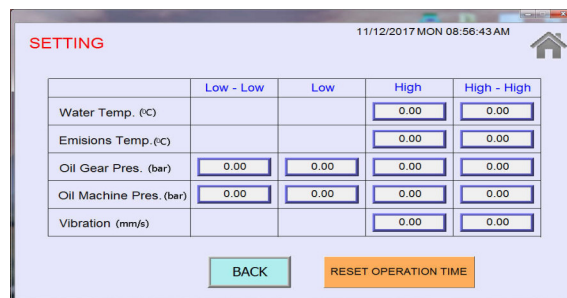 11/12/2017 MON 08:56:43 AM
SETTING
Low - Low Low High High - High
Water Temp. (ºC) 0.00 0.00
Emisions Temp.(ºC) 0.00 0.00
Oil Gear Pres. (bar) 0.00 0.00 0.00 0.00
Oil Machine Pres.(bar) 0.00 0.00 0.00 0.00
Vibration (mm/s) 0.00 0.00
BACK RESET OPERATION TIME